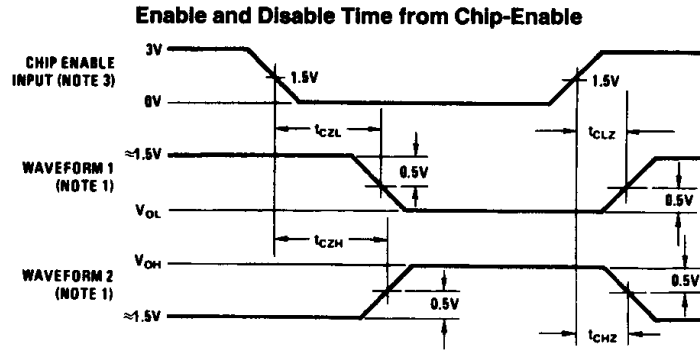 Enable and Disable Time from Chip-Enable
CHIP ENABLE
INPUT (NOTE 3)
3V
0V
1.5V
1.5V
tCZL
tCLZ
WAVEFORM 1
(NOTE 1)
≈1.5V
VOL
0.5V
0.5V
tCZH
WAVEFORM 2
(NOTE 1)
VOH
≈1.5V
0.5V
0.5V
tCHZ